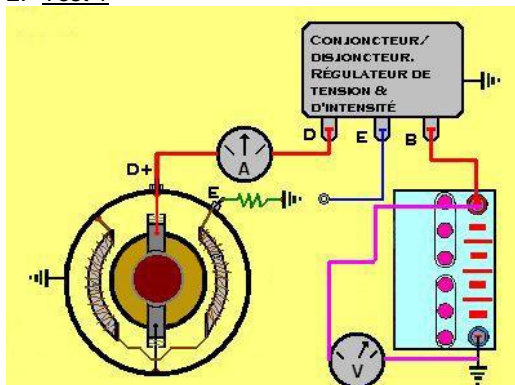 CONJONCTEUR/
DISJONCTEUR.
RÉGULATEUR DE
TENSION &
D'INTENSITÉ
D E B
A
D+
E
V